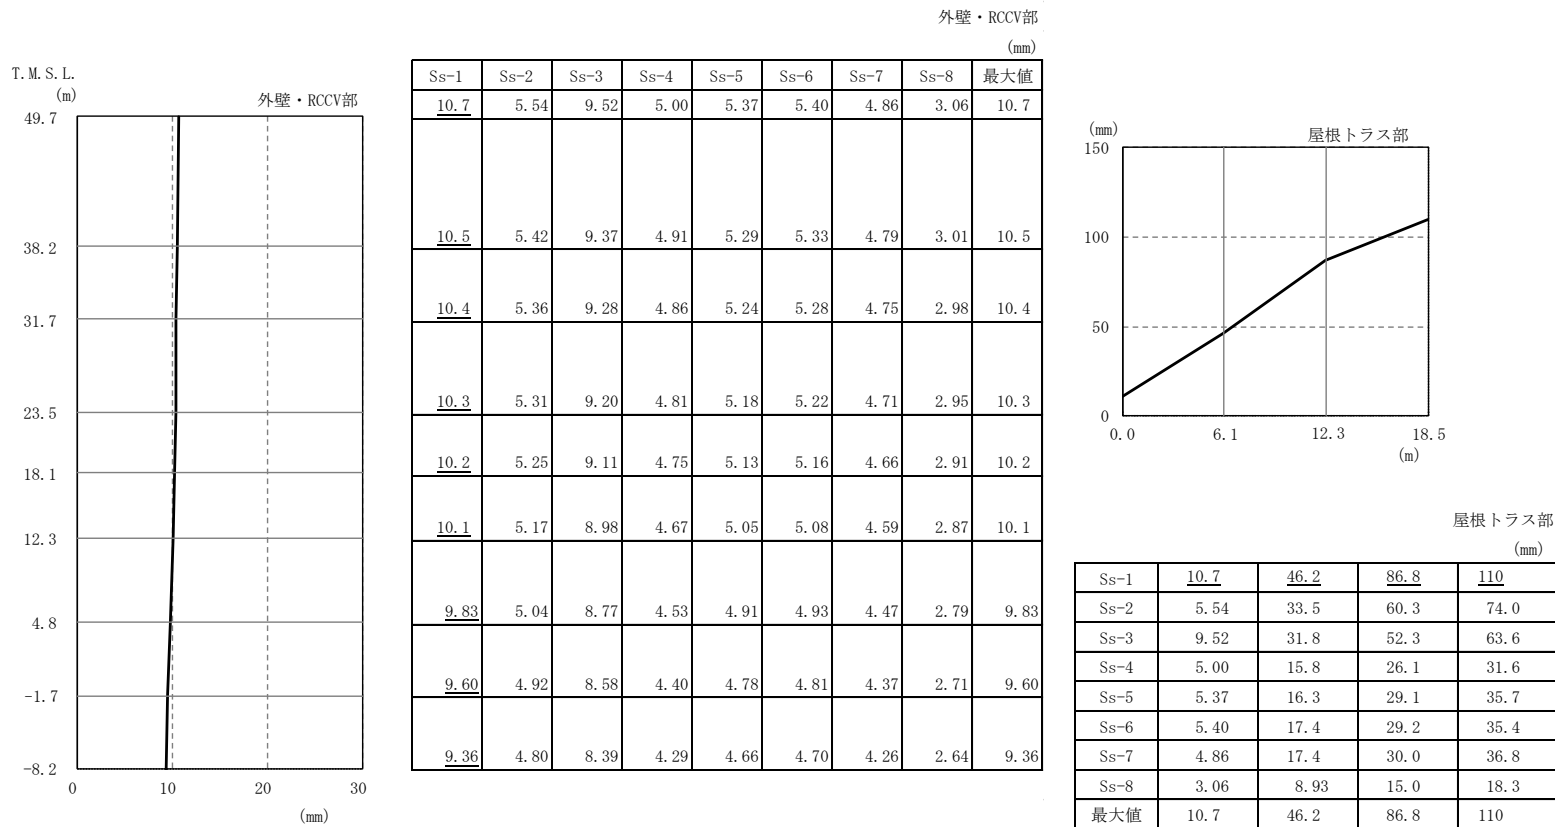 T.M.S.L.
(m)
外壁・RCCV部
49.7
38.2
31.7
23.5
18.1
12.3
4.8
-1.7
-8.2
0 10 20 30
(mm)
外壁・RCCV部
(mm)
Ss-1 Ss-2 Ss-3 Ss-4 Ss-5 Ss-6 Ss-7 Ss-8 最大値
10.7 5.54 9.52 5.00 5.37 5.40 4.86 3.06 10.7
10.5 5.42 9.37 4.91 5.29 5.33 4.79 3.01 10.5
10.4 5.36 9.28 4.86 5.24 5.28 4.75 2.98 10.4
10.3 5.31 9.20 4.81 5.18 5.22 4.71 2.95 10.3
10.2 5.25 9.11 4.75 5.13 5.16 4.66 2.91 10.2
10.1 5.17 8.98 4.67 5.05 5.08 4.59 2.87 10.1
9.83 5.04 8.77 4.53 4.91 4.93 4.47 2.79 9.83
9.60 4.92 8.58 4.40 4.78 4.81 4.37 2.71 9.60
9.36 4.80 8.39 4.29 4.66 4.70 4.26 2.64 9.36
(mm)
屋根トラス部
150
100
50
0
0.0 6.1 12.3 18.5
(m)
屋根トラス部
(mm)
Ss-1 10.7 46.2 86.8 110
Ss-2 5.54 33.5 60.3 74.0
Ss-3 9.52 31.8 52.3 63.6
Ss-4 5.00 15.8 26.1 31.6
Ss-5 5.37 16.3 29.1 35.7
Ss-6 5.40 17.4 29.2 35.4
Ss-7 4.86 17.4 30.0 36.8
Ss-8 3.06 8.93 15.0 18.3
最大値 10.7 46.2 86.8 110